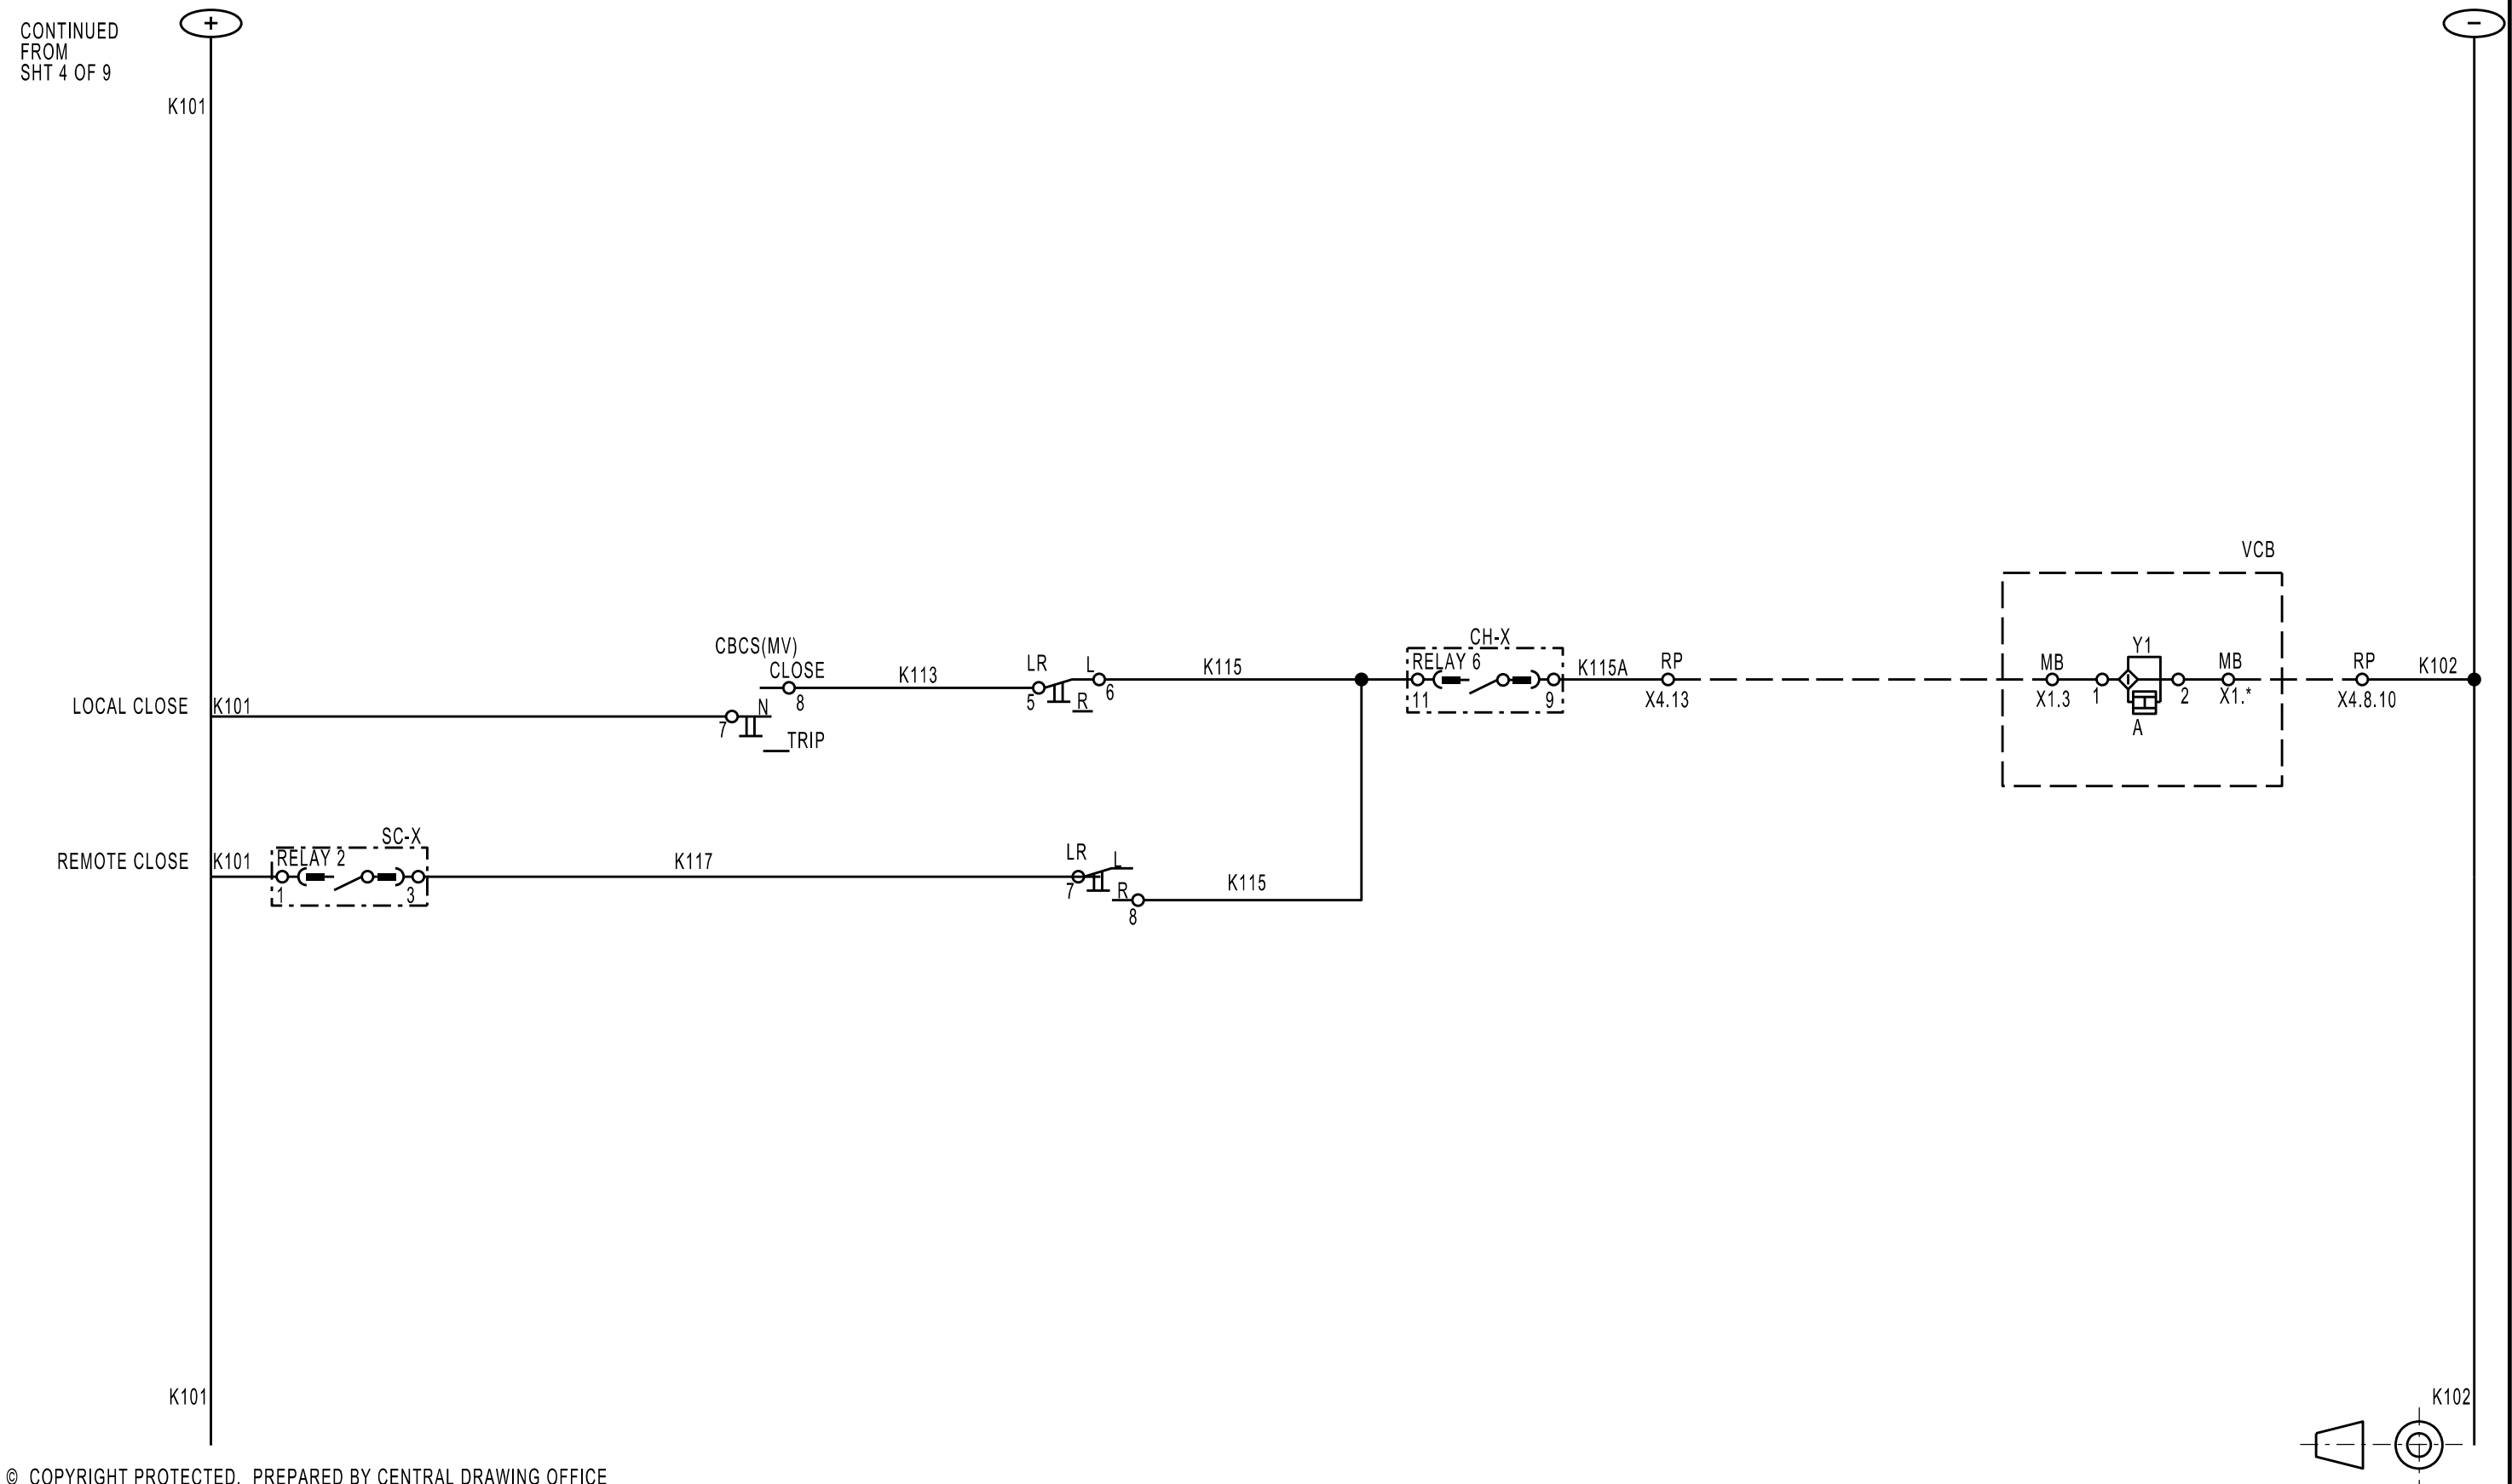 CONTINUED
FROM
SHT 4 OF 9
+
-
K101
VCB
CBCS(MV)
CLOSE
8
K113
LR
L
5
6
R
K115
CH-X
RELAY 6
11
9
K115A
RP
X4.13
MB
X1.3
1
Y1
A
2
MB
X1.*
RP
X4.8.10
K102
LOCAL CLOSE
K101
7
N
TRIP
REMOTE CLOSE
K101
SC-X
RELAY 2
1
3
K117
LR
L
7
R
8
K115
K101
K102
© COPYRIGHT PROTECTED. PREPARED BY CENTRAL DRAWING OFFICE